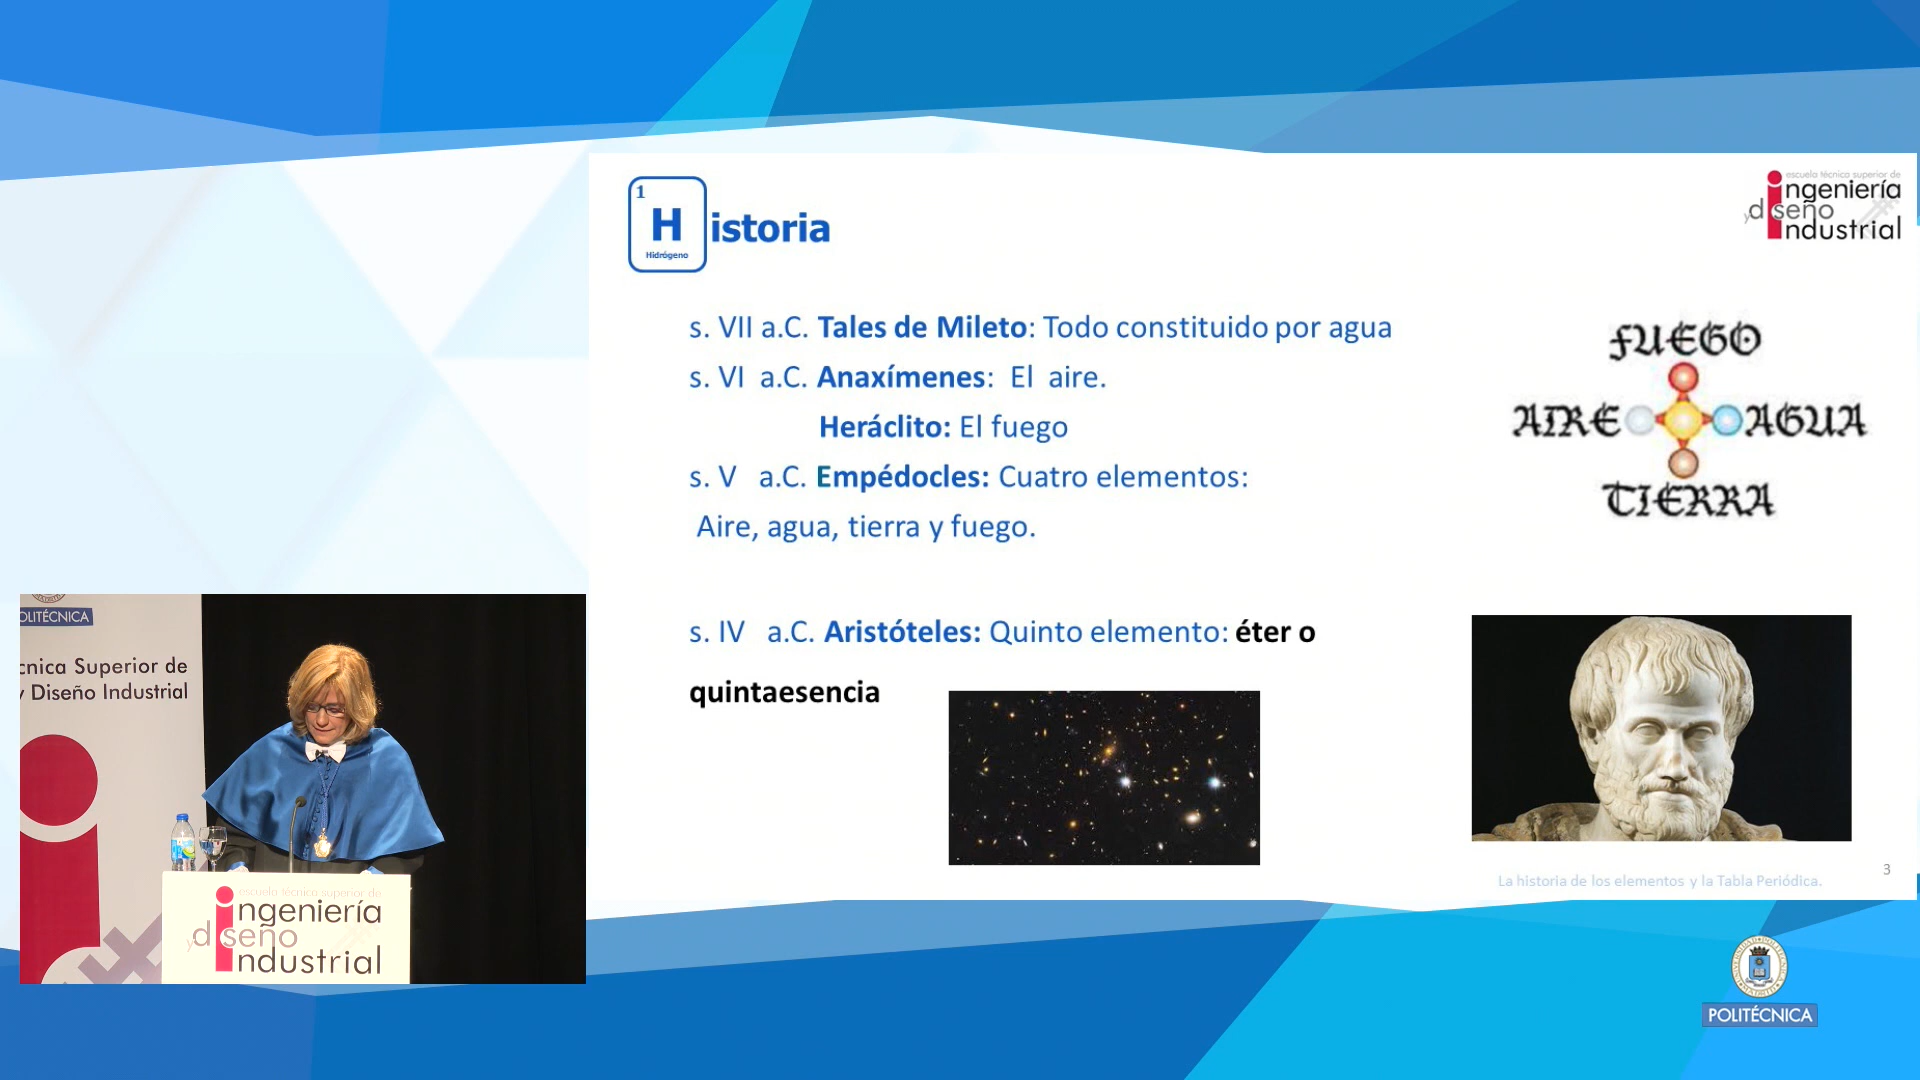 1
H
Hidrógeno
istoria
escuela técnica superior de
ingeniería
y diseño
industrial
s. VII a.C. Tales de Mileto: Todo constituido por agua
s. VI a.C. Anaxímenes: El aire.
Heráclito: El fuego
s. V a.C. Empédocles: Cuatro elementos:
Aire, agua, tierra y fuego.
s. IV a.C. Aristóteles: Quinto elemento: éter o
quintaesencia
FUEGO
AIRE
AGUA
TIERRA
La historia de los elementos y la Tabla Periódica.
3
OLITÉCNICA
cnica Superior de
y Diseño Industrial
escuela técnica superior de
ingeniería
y diseño
industrial
POLITÉCNICA